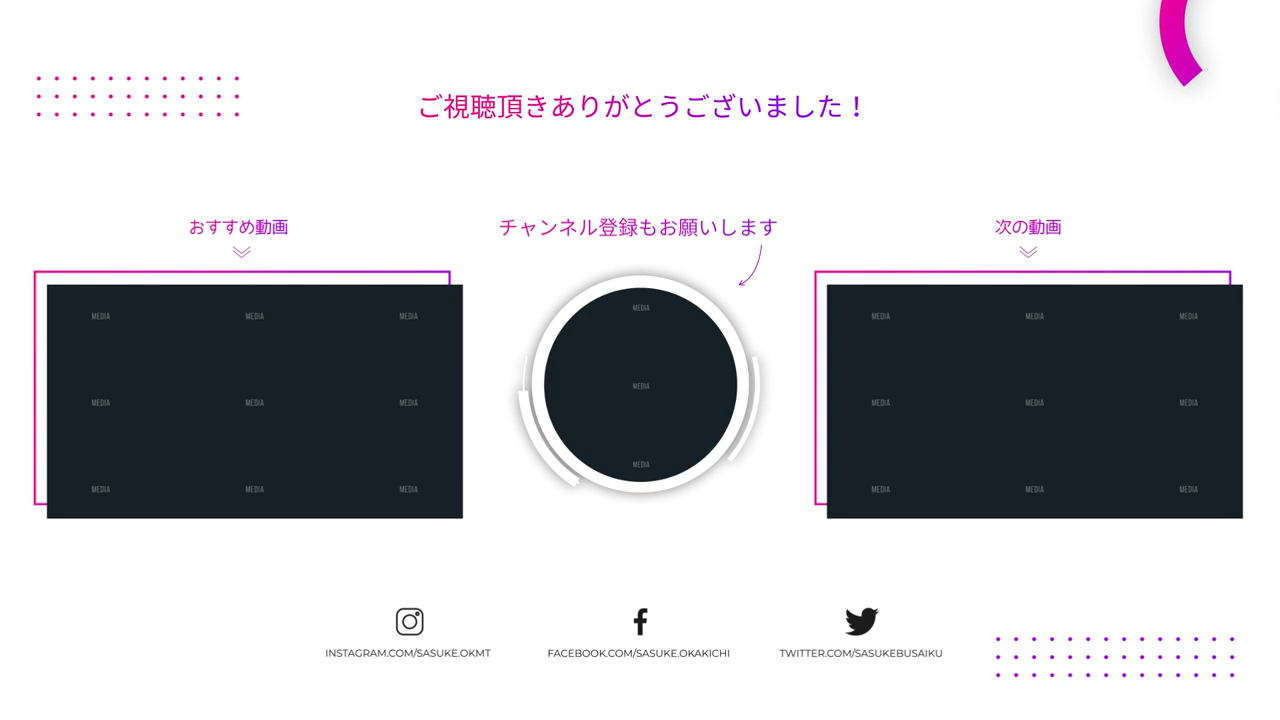 ご視聴頂きありがとうございました！
おすすめ動画
チャンネル登録もお願いします
次の動画
MEDIA MEDIA MEDIA
MEDIA MEDIA MEDIA
MEDIA MEDIA MEDIA
MEDIA
MEDIA
MEDIA
MEDIA MEDIA MEDIA
MEDIA MEDIA MEDIA
MEDIA MEDIA MEDIA
INSTAGRAM.COM/SASUKE.OKMT
FACEBOOK.COM/SASUKE.OKAKICHI
TWITTER.COM/SASUKEBUSAIKU